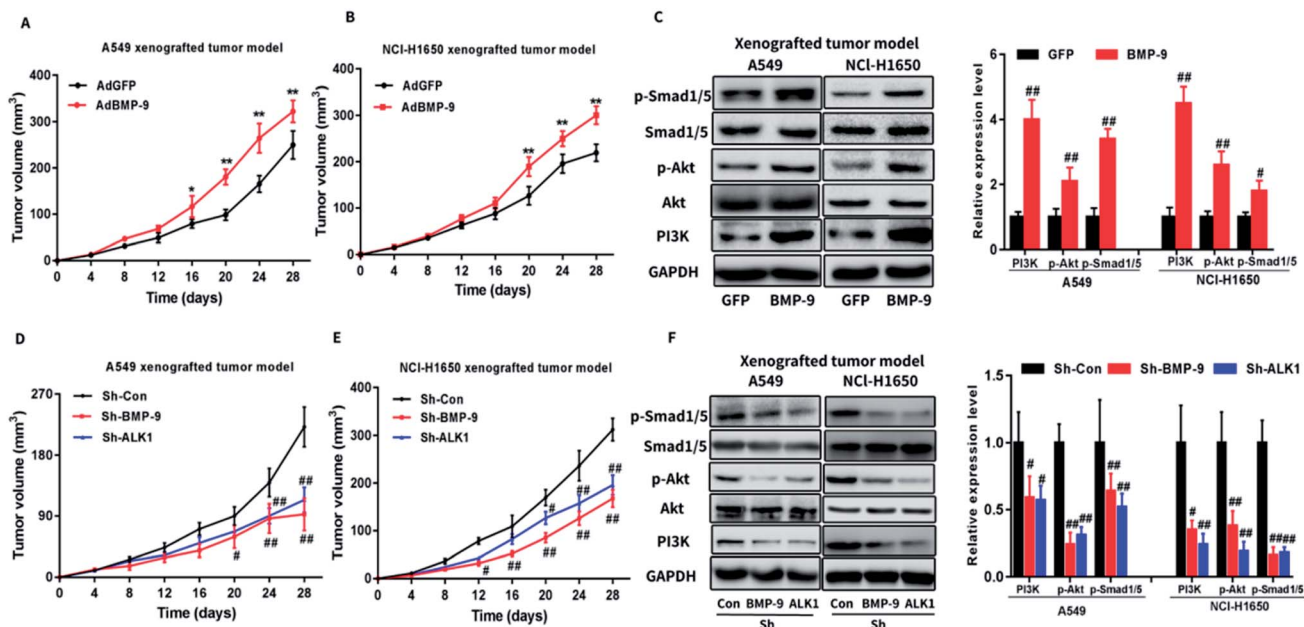 A
A549 xenografted tumor model
Tumor volume (mm³)
400
300
200
100
0
AdGFP
AdBMP-9
*
**
**
**
0 4 8 12 16 20 24 28
Time (days)
B
NCI-H1650 xenografted tumor model
Tumor volume (mm³)
400
300
200
100
0
AdGFP
AdBMP-9
**
**
**
0 4 8 12 16 20 24 28
Time (days)
C
Xenografted tumor model
A549 NCl-H1650
p-Smad1/5
Smad1/5
p-Akt
Akt
PI3K
GAPDH
GFP BMP-9 GFP BMP-9
GFP BMP-9
Relative expression level
6
4
2
0
## ## ## ## ## #
PI3K p-Akt p-Smad1/5 PI3K p-Akt p-Smad1/5
A549 NCI-H1650
D
A549 xenografted tumor model
Tumor volume (mm³)
270
180
90
0
Sh-Con
Sh-BMP-9
Sh-ALK1
##
##
# ## ##
0 4 8 12 16 20 24 28
Time (days)
E
NCI-H1650 xenografted tumor model
Tumor volume (mm³)
400
300
200
100
0
Sh-Con
Sh-BMP-9
Sh-ALK1
##
##
#
# ## ## ## ##
0 4 8 12 16 20 24 28
Time (days)
F
Xenografted tumor model
A549 NCl-H1650
p-Smad1/5
Smad1/5
p-Akt
Akt
PI3K
GAPDH
Con BMP-9 ALK1 Con BMP-9 ALK1
Sh Sh
Sh-Con Sh-BMP-9 Sh-ALK1
Relative expression level
1.5
1.0
0.5
0.0
# # ## ## ## ## # ## ## ## ## ##
PI3K p-Akt p-Smad1/5 PI3K p-Akt p-Smad1/5
A549 NCI-H1650